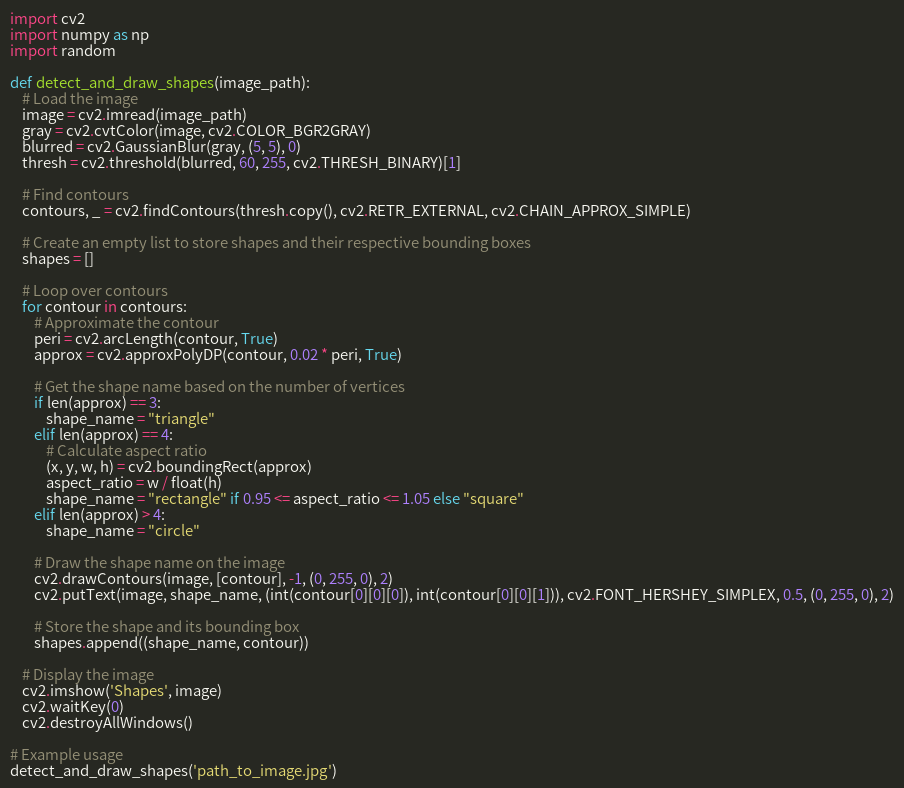 import cv2
import numpy as np
import random

def detect_and_draw_shapes(image_path):
    # Load the image
    image = cv2.imread(image_path)
    gray = cv2.cvtColor(image, cv2.COLOR_BGR2GRAY)
    blurred = cv2.GaussianBlur(gray, (5, 5), 0)
    thresh = cv2.threshold(blurred, 60, 255, cv2.THRESH_BINARY)[1]

    # Find contours
    contours, _ = cv2.findContours(thresh.copy(), cv2.RETR_EXTERNAL, cv2.CHAIN_APPROX_SIMPLE)

    # Create an empty list to store shapes and their respective bounding boxes
    shapes = []

    # Loop over contours
    for contour in contours:
        # Approximate the contour
        peri = cv2.arcLength(contour, True)
        approx = cv2.approxPolyDP(contour, 0.02 * peri, True)

        # Get the shape name based on the number of vertices
        if len(approx) == 3:
            shape_name = "triangle"
        elif len(approx) == 4:
            # Calculate aspect ratio
            (x, y, w, h) = cv2.boundingRect(approx)
            aspect_ratio = w / float(h)
            shape_name = "rectangle" if 0.95 <= aspect_ratio <= 1.05 else "square"
        elif len(approx) > 4:
            shape_name = "circle"

        # Draw the shape name on the image
        cv2.drawContours(image, [contour], -1, (0, 255, 0), 2)
        cv2.putText(image, shape_name, (int(contour[0][0][0]), int(contour[0][0][1])), cv2.FONT_HERSHEY_SIMPLEX, 0.5, (0, 255, 0), 2)

        # Store the shape and its bounding box
        shapes.append((shape_name, contour))

    # Display the image
    cv2.imshow('Shapes', image)
    cv2.waitKey(0)
    cv2.destroyAllWindows()

# Example usage
detect_and_draw_shapes('path_to_image.jpg')